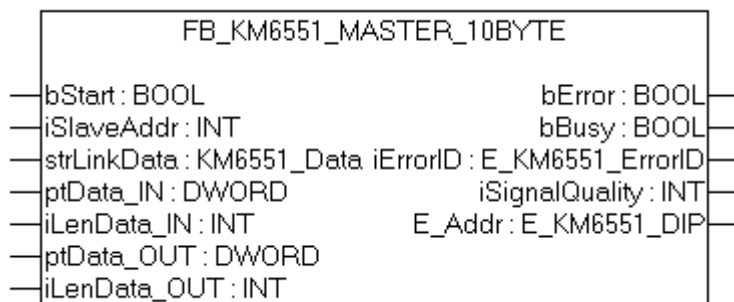 FB_KM6551_MASTER_10BYTE
bStart : BOOL bError : BOOL
iSlaveAddr : INT bBusy : BOOL
strLinkData : KM6551_Data iErrorID : E_KM6551_ErrorID
ptData_IN : DWORD iSignalQuality : INT
iLenData_IN : INT E_Addr : E_KM6551_DIP
ptData_OUT : DWORD
iLenData_OUT : INT